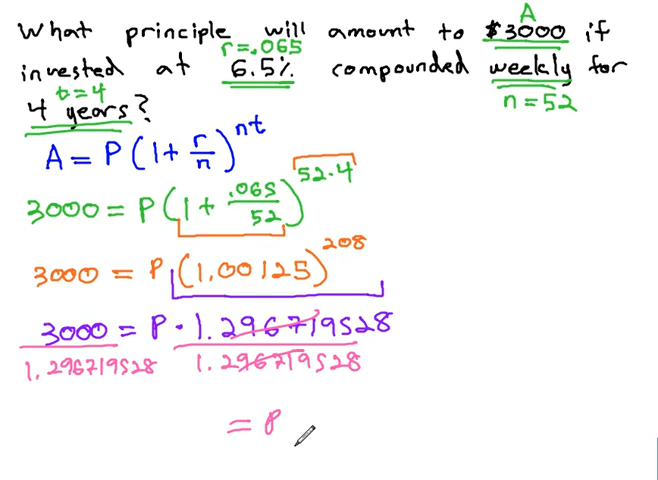 What principle will amount to $3000 if
A
r=.065
invested at 6.5% compounded weekly for
t=4
n=52
4 years?
A = P(1 + r/n)^nt
3000 = P(1 + .065/52)^52·4
3000 = P(1.00125)^208
3000 = P · 1.296719528
1.296719528 1.296719528
= P